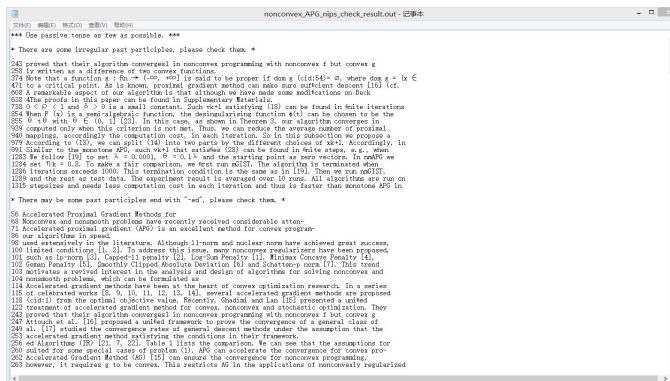 nonconvex_APG_nips_check_result.out - 记事本
文件(F) 编辑(E) 格式(O) 查看(V) 帮助(H)
*** Use passive tense as few as possible. ***
* There are some irregular past participles, please check them. *
243 proved that their algorithm converges1 in nonconvex programming with nonconvex f but convex g
258 ly written as a difference of two convex functions.
374 Note that a function g : Rn → (-∞, +∞] is said to be proper if dom g (cid:54)= ∅, where dom g = {x ∈
471 to a critical point. As is known, proximal gradient method can make sure sufficient descent [16] (cf.
608 A remarkable aspect of our algorithm is that although we have made some modifications on Beck
638 4The proofs in this paper can be found in Supplementary Materials.
738 0 < ρ < 1 and δ > 0 is a small constant. Such vk+1 satisfying (18) can be found in finite iterations
854 When F (x) is a semi-algebraic function, the desingularising function ϕ(t) can be chosen to be the
855 θ tθ with θ ∈ (0, 1] [23]. In this case, as shown in Theorem 3, our algorithm converges in
939 computed only when this criterion is not met. Thus, we can reduce the average number of proximal
940 mappings, accordingly the computation cost, in each iteration. So in this subsection we propose a
979 According to (13), we can split (14) into two parts by the different choices of xk+1. Accordingly, in
991 Similar to the monotone APG, such vk+1 that satisfies (28) can be found in finite steps, e.g., when
1283 We follow [19] to set λ = 0.0001, θ = 0.1λ and the starting point as zero vectors. In nmAPG we
1284 set η = 0.8. To make a fair comparison, we first run mGIST. The algorithm is terminated when
1286 iterations exceeds 1000. This termination condition is the same as in [19]. Then we run nmGIST,
1289 and the rest as test data. The experiment result is averaged over 10 runs. All algorithms are run on
1315 stepsizes and needs less computation cost in each iteration and thus is faster than monotone APG in
* There may be some past participles end with "-ed", please check them. *
56 Accelerated Proximal Gradient Methods for
68 Nonconvex and nonsmooth problems have recently received considerable atten-
71 Accelerated proximal gradient (APG) is an excellent method for convex program-
86 our algorithms in speed.
98 used extensively in the literature. Although l1-norm and nuclear norm have achieved great success,
100 limited conditions [1, 2]. To address this issue, many nonconvex regularizers have been proposed,
101 such as lp-norm [3], Capped-l1 penalty [2], Log-Sum Penalty [1], Minimax Concave Penalty [4],
102 Geman Penalty [5], Smoothly Clipped Absolute Deviation [6] and Schatten-p norm [7]. This trend
103 motivates a revived interest in the analysis and design of algorithms for solving nonconvex and
104 nonsmooth problems, which can be formulated as
114 Accelerated gradient methods have been at the heart of convex optimization research. In a series
115 of celebrated works [8, 9, 10, 11, 12, 13, 14], several accelerated gradient methods are proposed
118 (cid:1) from the optimal objective value. Recently, Ghadimi and Lan [15] presented a unified
122 treatment of accelerated gradient method for convex, nonconvex and stochastic optimization. They
243 proved that their algorithm converges1 in nonconvex programming with nonconvex f but convex g
247 Attouch et al. [16] proposed a unified framework to prove the convergence of a general class of
249 al. [17] studied the convergence rates of general descent methods under the assumption that the
253 accelerated gradient method satisfying the conditions in their framework.
256 ed Algorithms (IR) [21, 7, 22]. Table 1 lists the comparison. We can see that the assumptions for
260 suited for some special cases of problem (1). APG can accelerate the convergence for convex pro-
262 Accelerated Gradient Method (AG) [15] can ensure the convergence for nonconvex programming,
263 however, it requires g to be convex. This restricts AG in the applications of nonconvexly regularized